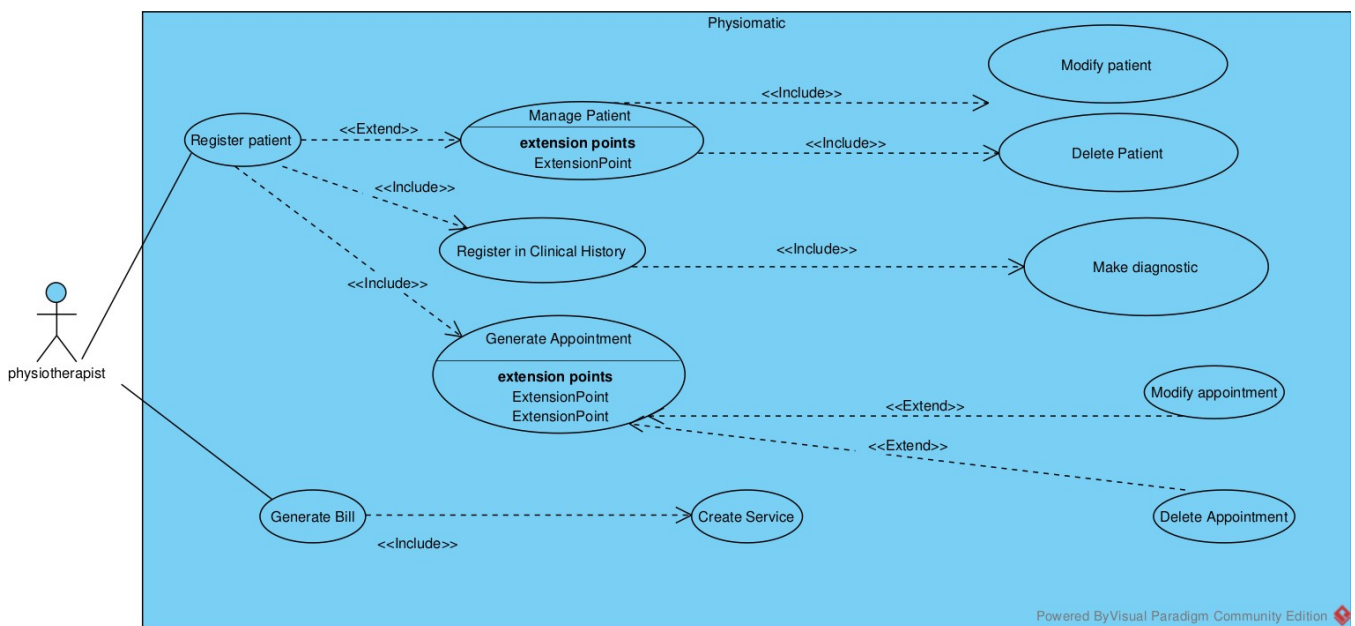 Physiomatic
Modify patient
<<Include>>
Manage Patient
<<Extend>>
Register patient
extension points
ExtensionPoint
<<Include>>
Delete Patient
<<Include>>
Register in Clinical History
<<Include>>
Make diagnostic
<<Include>>
Generate Appointment
physiotherapist
extension points
ExtensionPoint
ExtensionPoint
Modify appointment
<<Extend>>
<<Extend>>
Generate Bill
Create Service
Delete Appointment
<<Include>>
Powered ByVisual Paradigm Community Edition